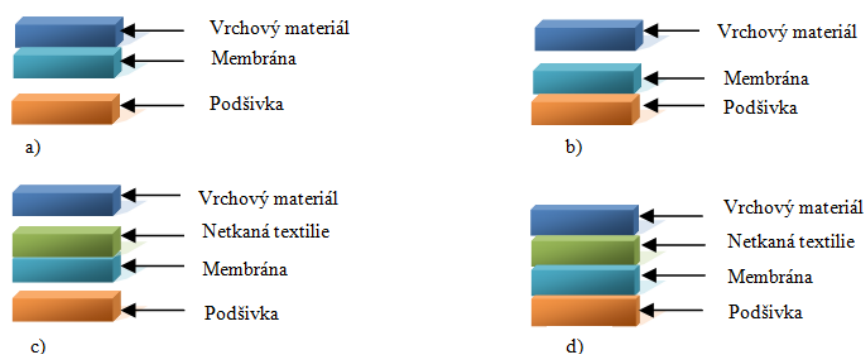 Vrchový materiál
Membrána
Podšivka
a)
Vrchový materiál
Membrána
Podšivka
b)
Vrchový materiál
Netkaná textilie
Membrána
Podšivka
c)
Vrchový materiál
Netkaná textilie
Membrána
Podšivka
d)